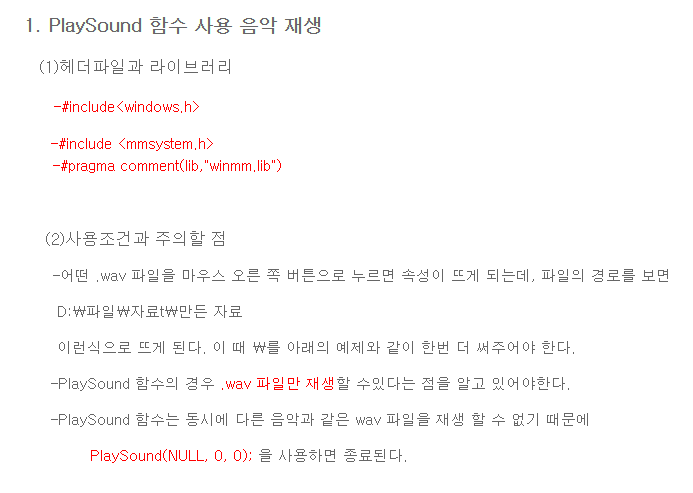 1. PlaySound 함수 사용 음악 재생
(1)헤더파일과 라이브러리
-#include<windows.h>
-#include <mmsystem.h>
-#pragma comment(lib,"winmm.lib")
(2)사용조건과 주의할 점
-어떤 .wav 파일을 마우스 오른 쪽 버튼으로 누르면 속성이 뜨게 되는데, 파일의 경로를 보면
D:₩파일₩자료t₩만든 자료
이런식으로 뜨게 된다. 이 때 ₩를 아래의 예제와 같이 한번 더 써주어야 한다.
-PlaySound 함수의 경우 .wav 파일만 재생할 수있다는 점을 알고 있어야한다.
-PlaySound 함수는 동시에 다른 음악과 같은 wav 파일을 재생 할 수 없기 때문에
PlaySound(NULL, 0, 0); 을 사용하면 종료된다.